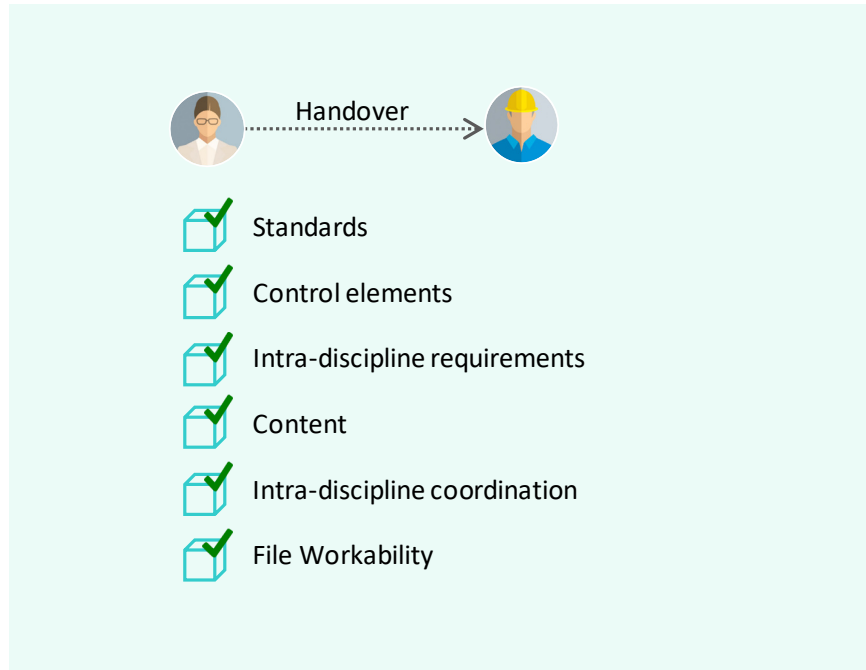 Handover
Standards
Control elements
Intra-discipline requirements
Content
Intra-discipline coordination
File Workability